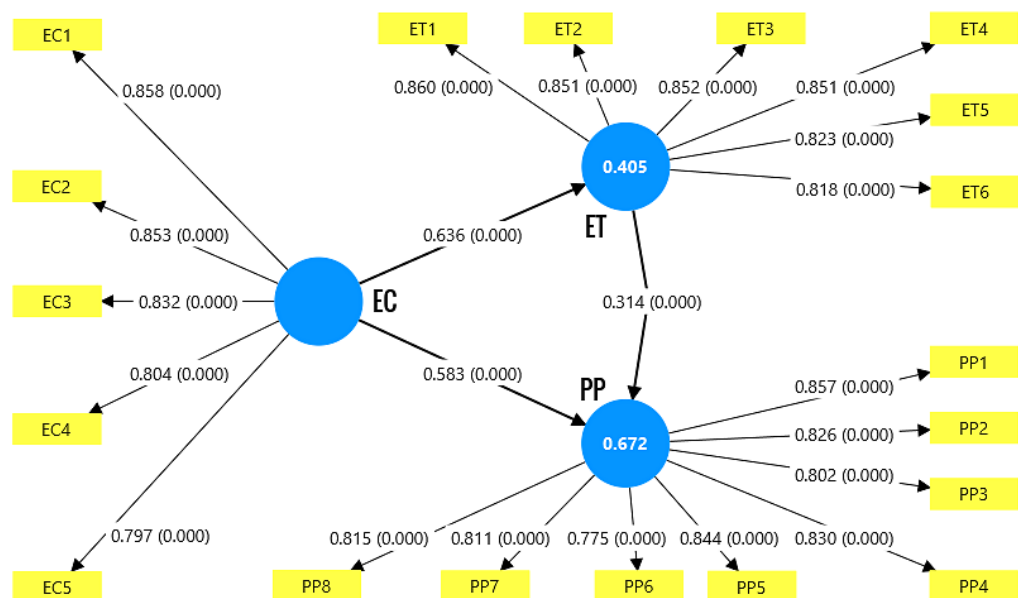 EC1
ET1
ET2
ET3
ET4
0.858 (0.000)
0.860 (0.000)
0.851 (0.000)
0.852 (0.000)
0.851 (0.000)
ET5
0.823 (0.000)
0.405
EC2
0.818 (0.000)
ET6
0.853 (0.000)
0.636 (0.000)
ET
EC3
0.832 (0.000)
EC
0.314 (0.000)
0.804 (0.000)
0.583 (0.000)
PP
PP1
0.857 (0.000)
EC4
0.672
0.826 (0.000)
PP2
0.802 (0.000)
PP3
0.797 (0.000)
0.815 (0.000)
0.811 (0.000)
0.775 (0.000)
0.844 (0.000)
0.830 (0.000)
EC5
PP8
PP7
PP6
PP5
PP4